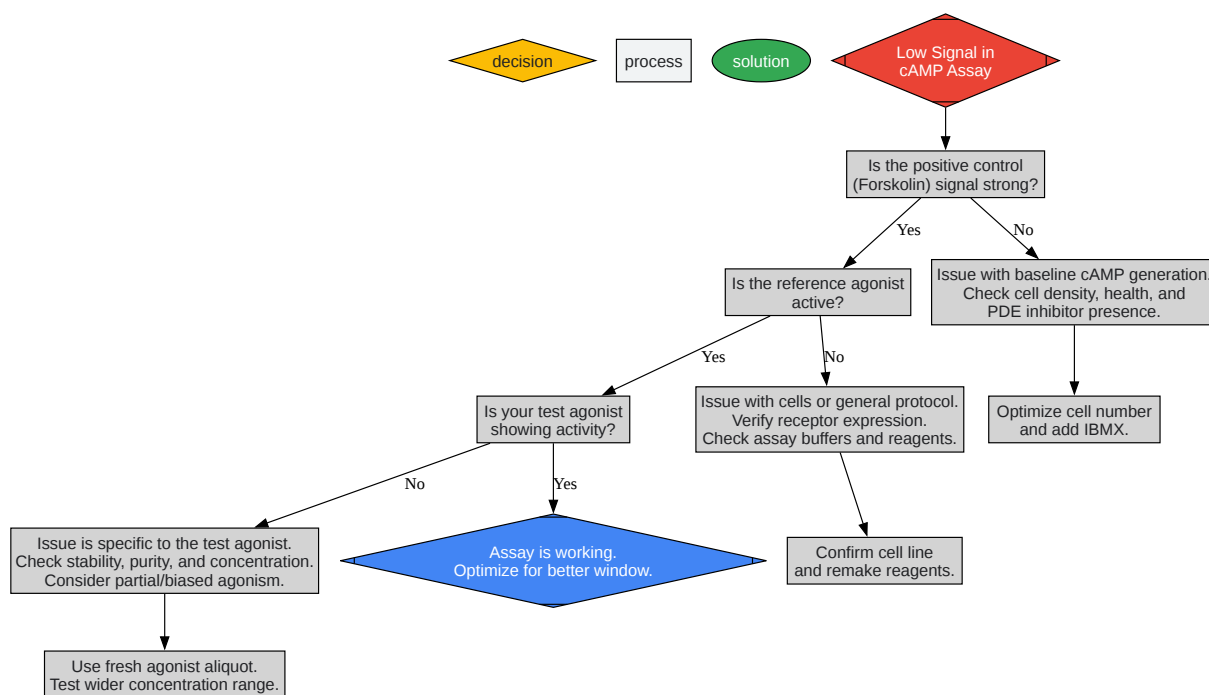 decision
process
solution
Low Signal in
cAMP Assay
Is the positive control
(Forskolin) signal strong?
Yes
No
Is the reference agonist
active?
Issue with baseline cAMP generation.
Check cell density, health, and
PDE inhibitor presence.
Yes
No
Is your test agonist
showing activity?
Issue with cells or general protocol.
Verify receptor expression.
Check assay buffers and reagents.
Optimize cell number
and add IBMX.
No
Yes
Issue is specific to the test agonist.
Check stability, purity, and concentration.
Consider partial/biased agonism.
Assay is working.
Optimize for better window.
Confirm cell line
and remake reagents.
Use fresh agonist aliquot.
Test wider concentration range.